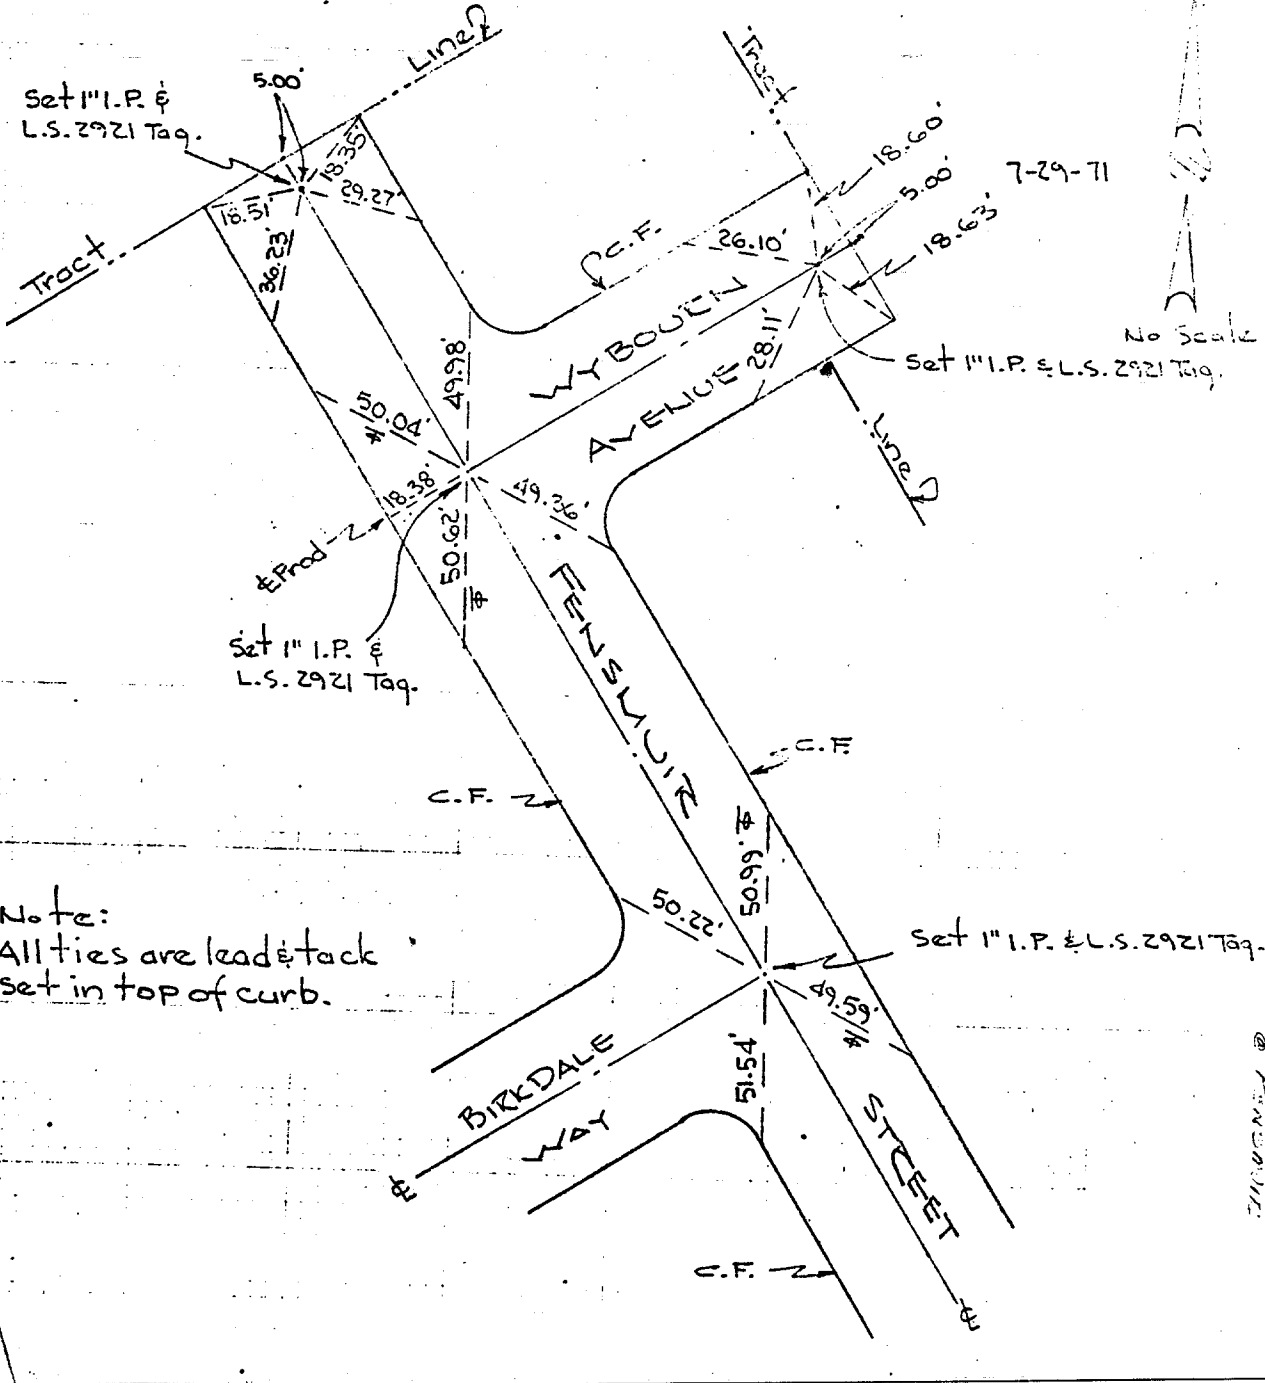 Line
Tract
5.00'
Set 1" I.P. &
L.S. 2921 Tag.
18.35'
29.27'
18.51'
36.23'
Tract
18.60'
5.00'
7-29-71
18.63'
26.10'
C.F.
WYBOUEN
AVENUE
28.11'
No Scale
Set 1" I.P. & L.S. 2921 Tag.
Line
49.98'
50.04'
18.38'
49.36'
50.62'
℄ Prod
Set 1" I.P. &
L.S. 2921 Tag.
FENSMUIR
C.F.
C.F.
50.99'
50.22'
Note:
All ties are lead & tack
set in top of curb.
Set 1" I.P. & L.S. 2921 Tag.
49.59'
51.54'
BIRKDALE
WAY
℄
STREET
C.F.
℄